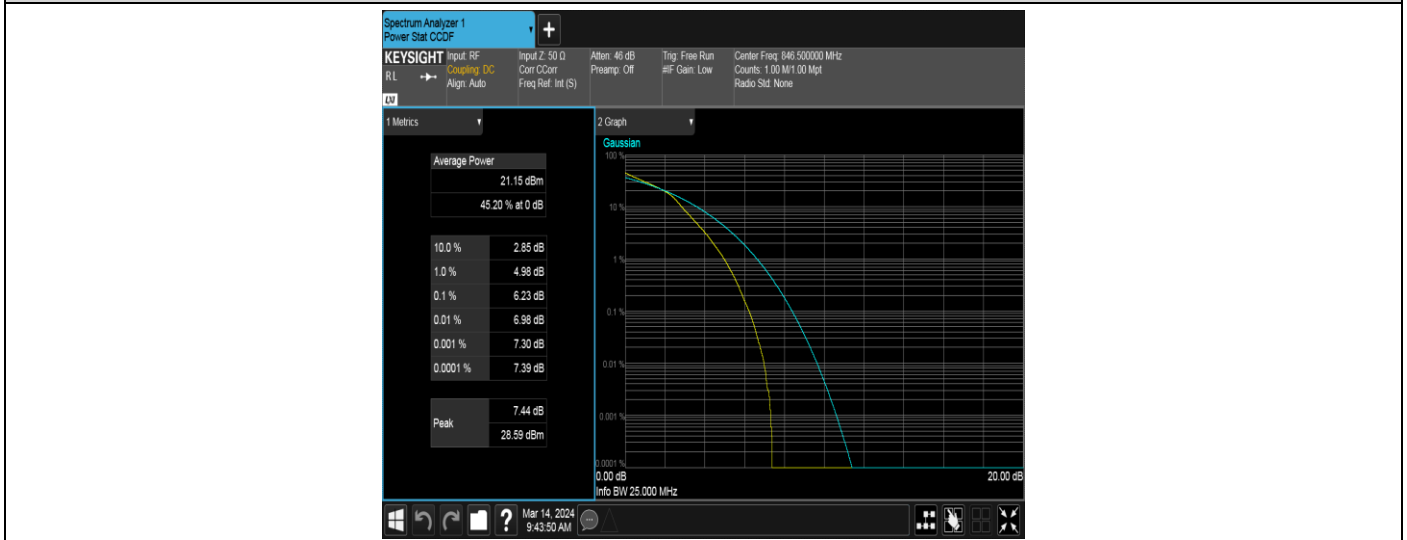 Spectrum Analyzer 1
Power Stat CCDF
+
KEYSIGHT Input: RF Input Z: 50 Ω Atten: 46 dB Trig: Free Run Center Freq: 846.500000 MHz
RL Coupling: DC Corr CCorr Preamp: Off #IF Gain: Low Counts: 1.00 M/1.00 Mpt
Align: Auto Freq Ref: Int (S) Radio Std: None
LXI
1 Metrics
2 Graph
Average Power
21.15 dBm
45.20 % at 0 dB
10.0 % 2.85 dB
1.0 % 4.98 dB
0.1 % 6.23 dB
0.01 % 6.98 dB
0.001 % 7.30 dB
0.0001 % 7.39 dB
Peak 7.44 dB
28.59 dBm
Gaussian
100 %
10 %
1 %
0.1 %
0.01 %
0.001 %
0.0001 %
0.00 dB 20.00 dB
Info BW 25.000 MHz
? Mar 14, 2024
9:43:50 AM